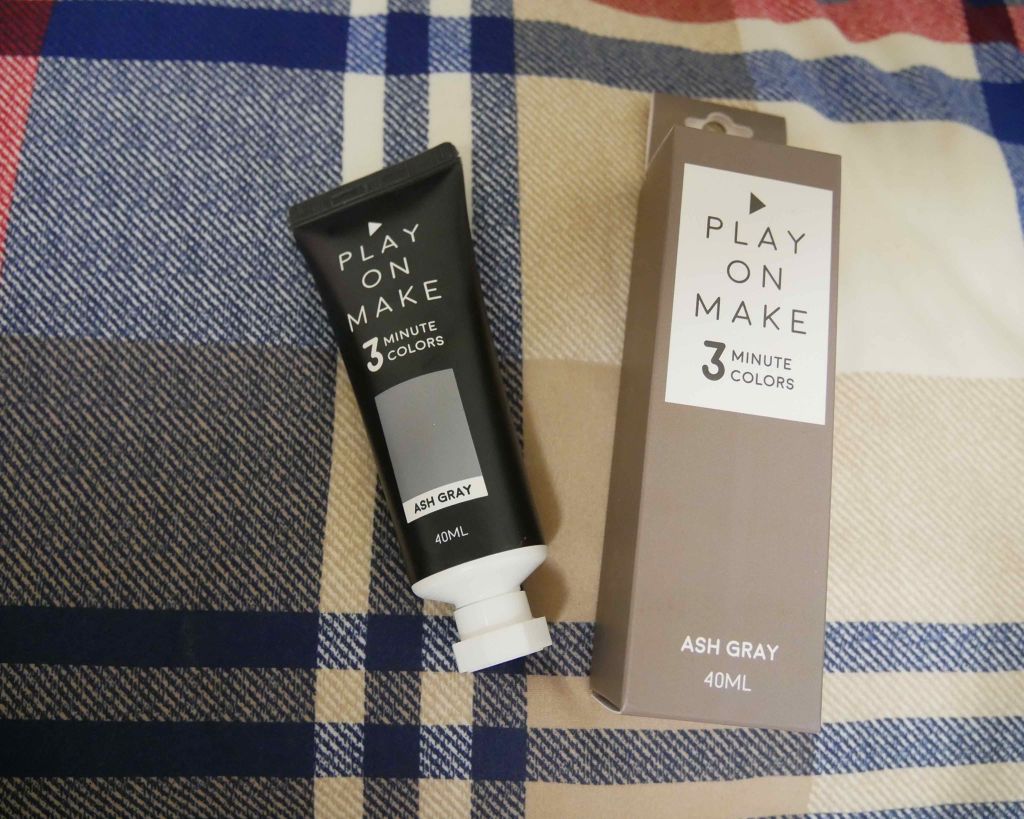 PLAY
ON
MAKE
3 MINUTE
COLORS
ASH GRAY
40ML
PLAY
ON
MAKE
3 MINUTE
COLORS
ASH GRAY
40ML